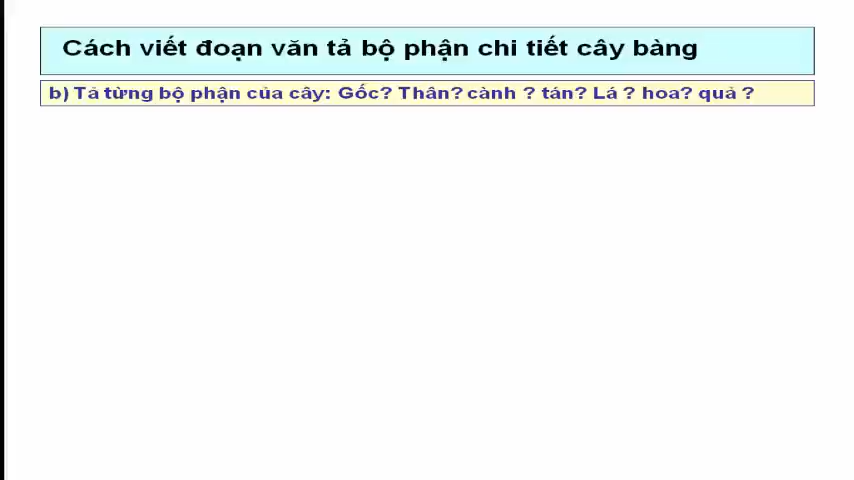 Cách viết đoạn văn tả bộ phận chi tiết cây bàng
b) Tả từng bộ phận của cây: Gốc? Thân? cành ? tán? Lá ? hoa? quả ?